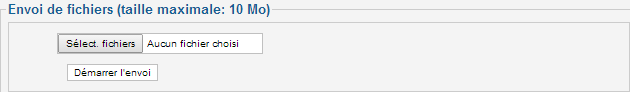 Envoi de fichiers (taille maximale: 10 Mo)
Sélect. fichiers Aucun fichier choisi
Démarrer l'envoi